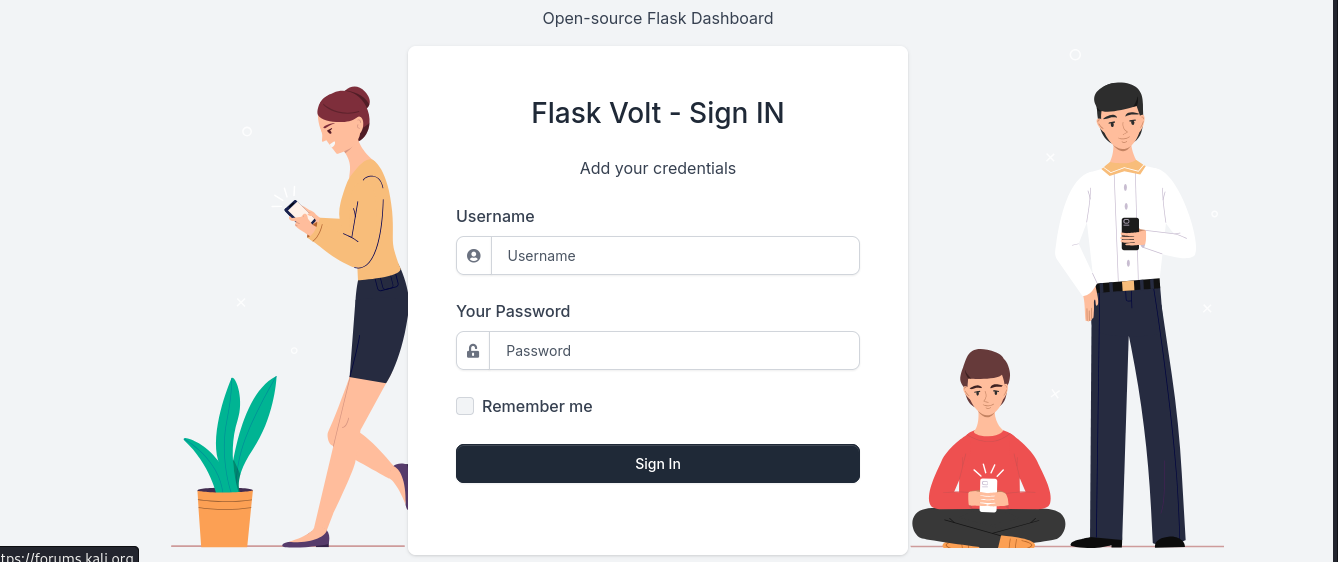 Open-source Flask Dashboard
Flask Volt - Sign IN
Add your credentials
Username
Username
Your Password
Password
Remember me
Sign In
tps://forums.kali.org